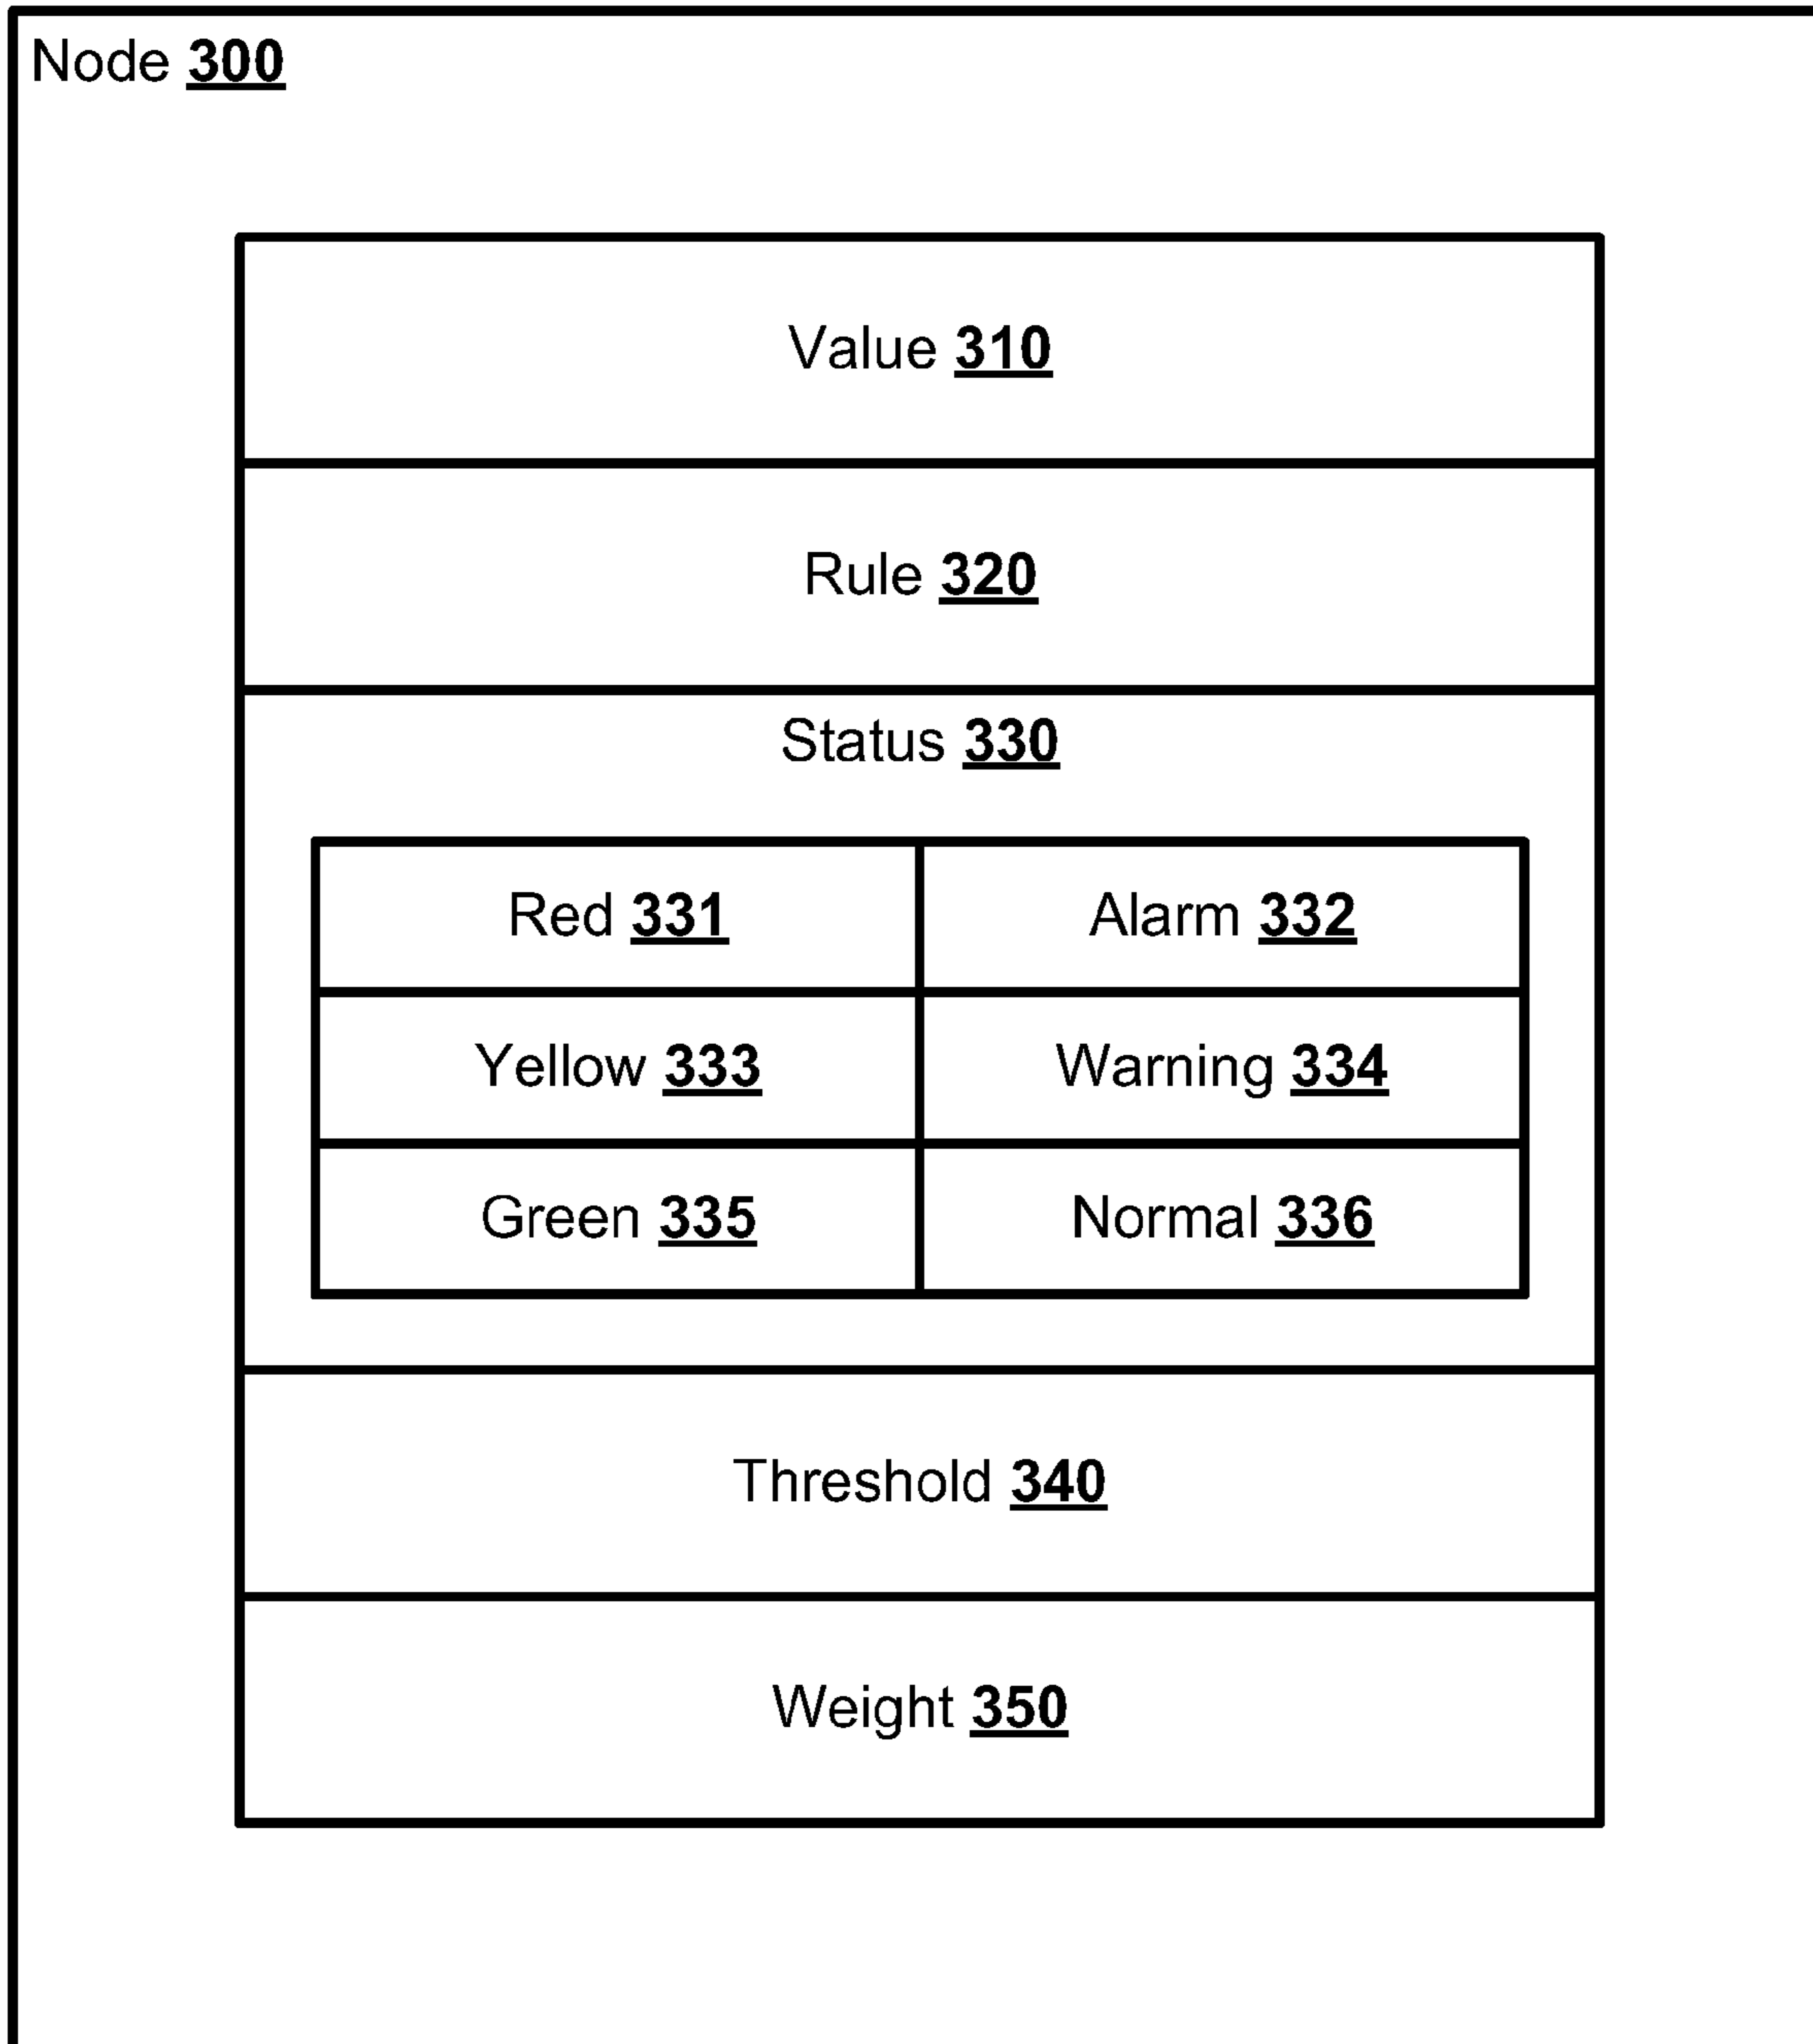 Node 300
Value 310
Rule 320
Status 330
Red 331 Alarm 332
Yellow 333 Warning 334
Green 335 Normal 336
Threshold 340
Weight 350